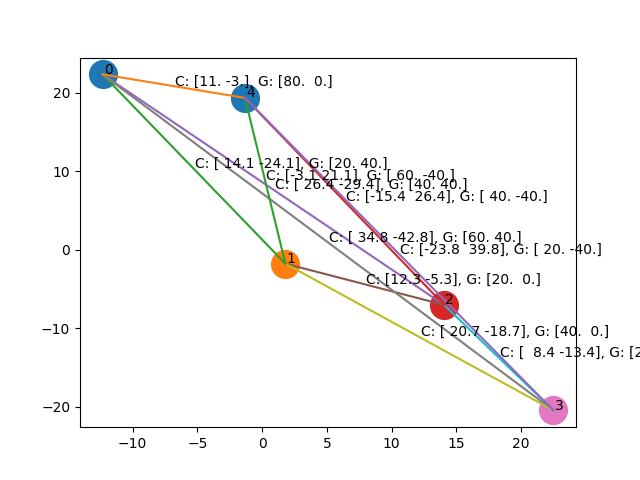 0
C: [11. -3.], G: [80.  0.]
4
20
C: [ 14.1 -24.1], G: [20. 40.]
C: [-3.1 21.1], G: [ 60. -40.]
C: [ 26.4 -29.4], G: [40. 40.]
10
C: [-15.4  26.4], G: [ 40. -40.]
C: [ 34.8 -42.8], G: [60. 40.]
C: [-23.8  39.8], G: [ 20. -40.]
0
1
C: [12.3 -5.3], G: [20.  0.]
2
−10
C: [ 20.7 -18.7], G: [40.  0.]
C: [  8.4 -13.4], G: [2
3
−20
−10 −5 0 5 10 15 20